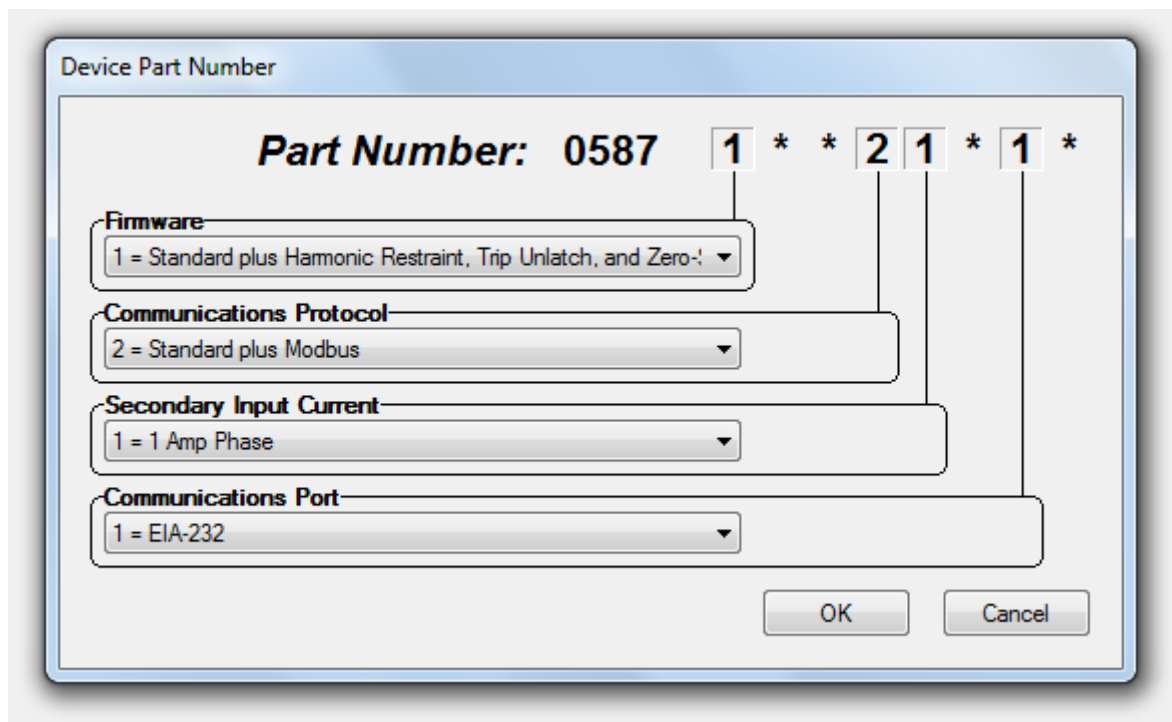 Device Part Number
Part Number: 0587 1 * * 2 1 * 1 *
Firmware
1 = Standard plus Harmonic Restraint, Trip Unlatch, and
Communications Protocol
2 = Standard plus Modbus
Secondary Input Current
1 = 1 Amp Phase
Communications Port
1 = EIA-232
OK Cancel